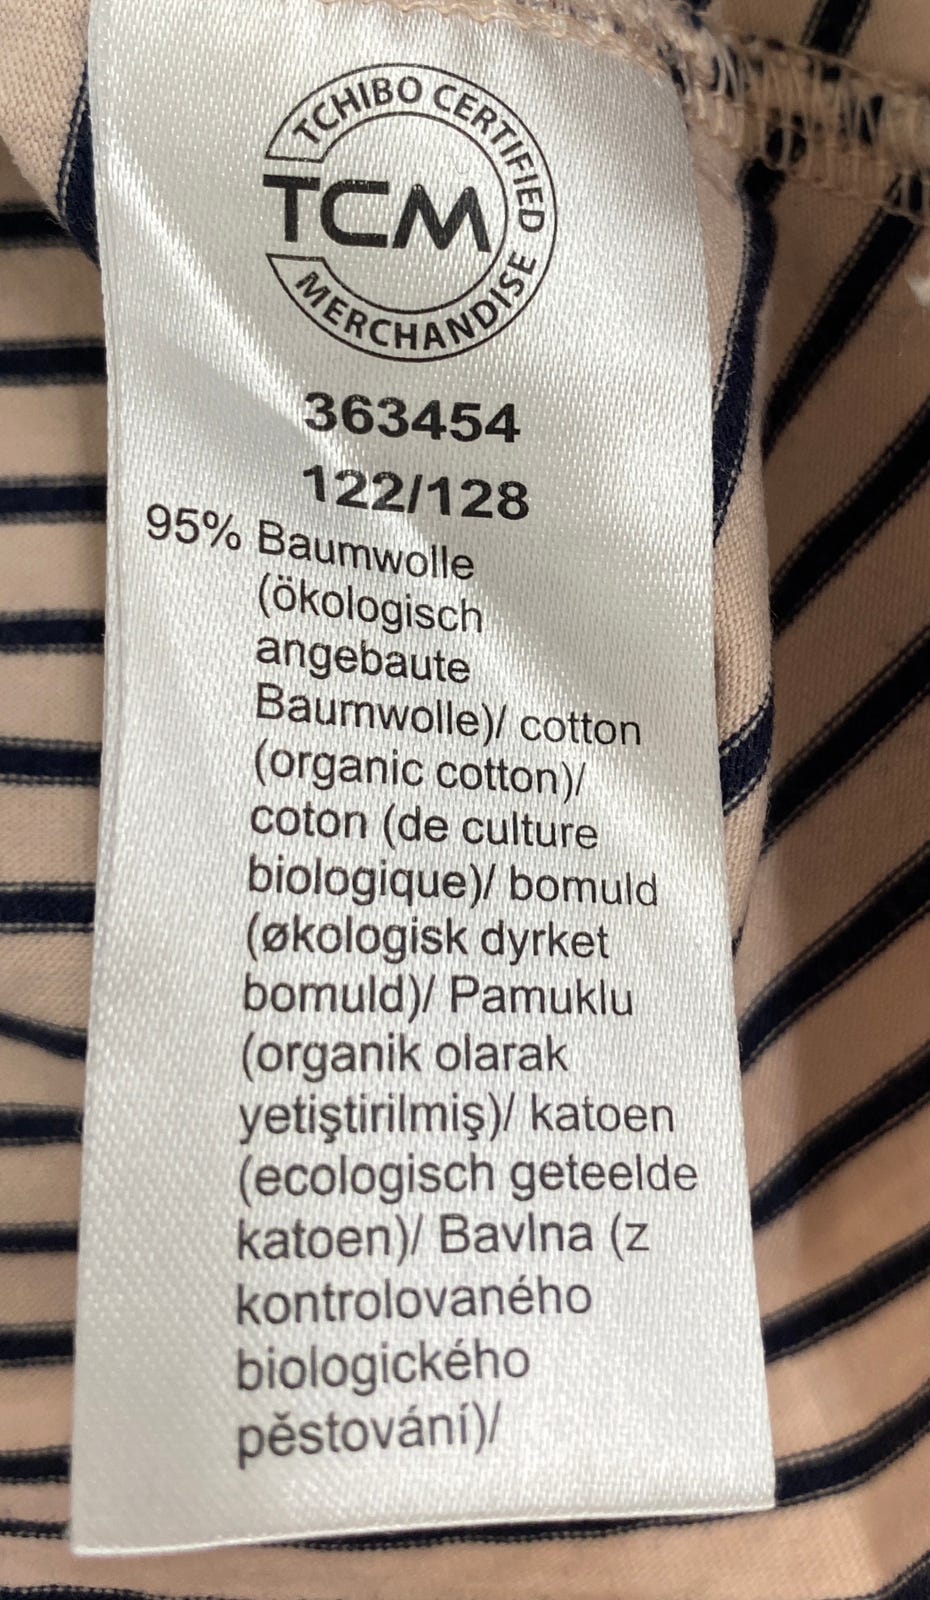 TCHIBO CERTIFIED
TCM
MERCHANDISE
363454
122/128
95% Baumwolle
(ökologisch
angebaute
Baumwolle)/ cotton
(organic cotton)/
coton (de culture
biologique)/ bomuld
(økologisk dyrket
bomuld)/ Pamuklu
(organik olarak
yetiştirilmiş)/ katoen
(ecologisch geteelde
katoen)/ Bavlna (z
kontrolovaného
biologického
pěstování)/